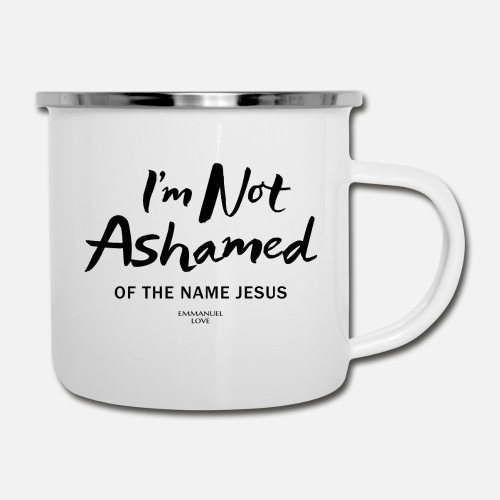 I'm Not
Ashamed
OF THE NAME JESUS
EMMANUEL
LOVE